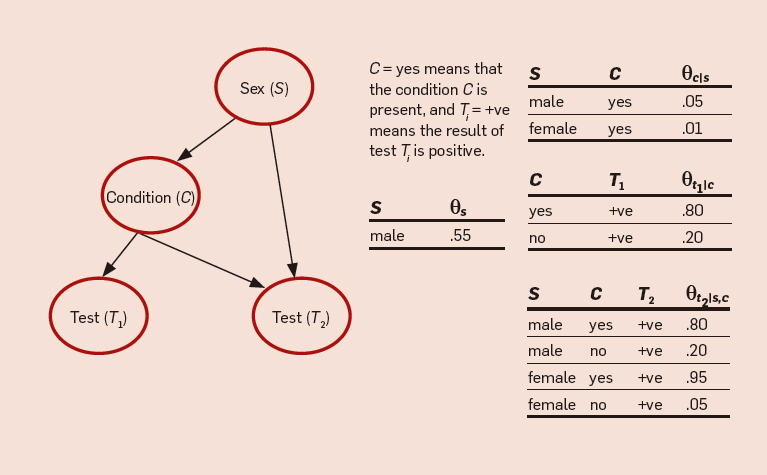 Sex (S)
Condition (C)
Test (T1)
Test (T2)
C = yes means that
the condition C is
present, and Ti = +ve
means the result of
test Ti is positive.
S θs
male .55
S C θc|s
male yes .05
female yes .01
C T1 θt1|c
yes +ve .80
no +ve .20
S C T2 θt2|s,c
male yes +ve .80
male no +ve .20
female yes +ve .95
female no +ve .05